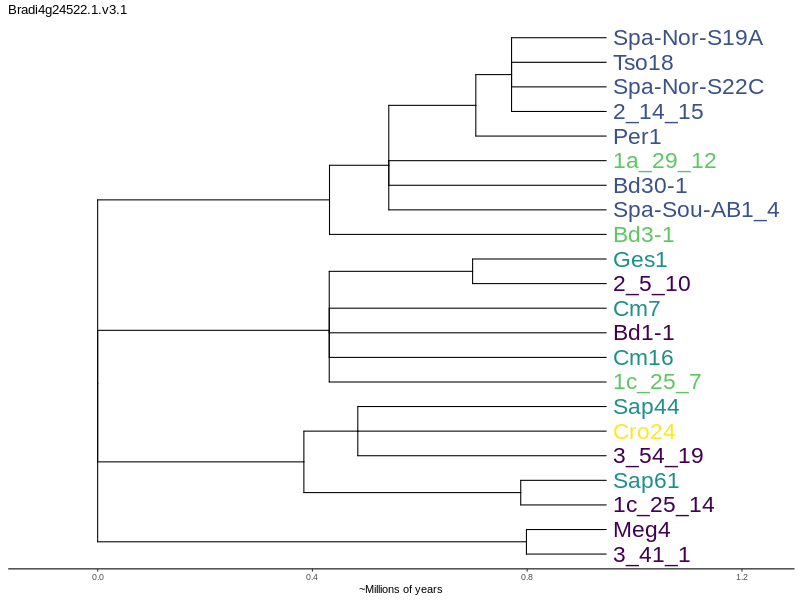 Bradi4g24522.1.v3.1
Spa-Nor-S19A
Tso18
Spa-Nor-S22C
2_14_15
Per1
1a_29_12
Bd30-1
Spa-Sou-AB1_4
Bd3-1
Ges1
2_5_10
Cm7
Bd1-1
Cm16
1c_25_7
Sap44
Cro24
3_54_19
Sap61
1c_25_14
Meg4
3_41_1
0.0 0.4 0.8 1.2
~Millions of years